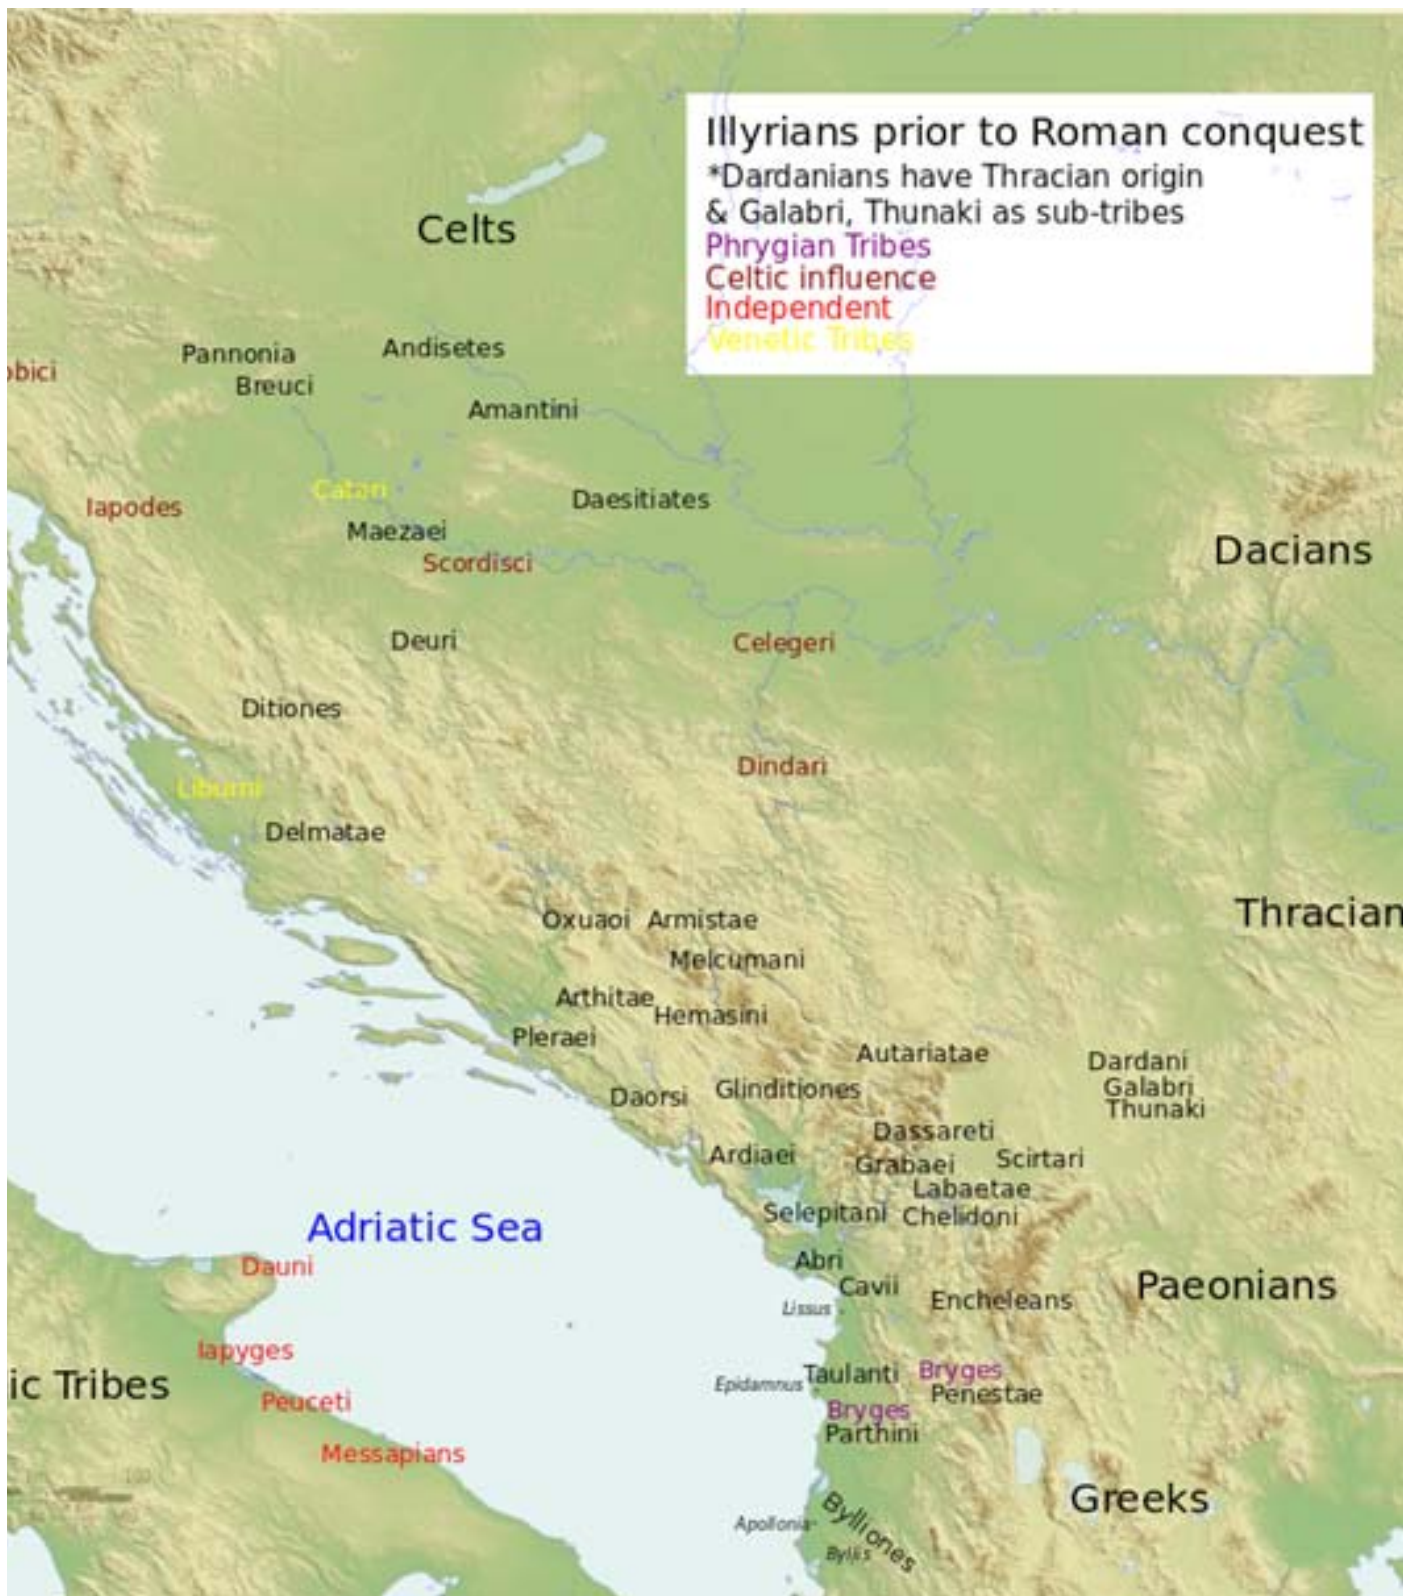 Illyrians prior to Roman conquest
*Dardanians have Thracian origin
& Galabri, Thunaki as sub-tribes
Phrygian Tribes
Celtic influence
Independent
Venetic Tribes
Celts
Pannonia
Andisetes
obici
Breuci
Amantini
Catari
Iapodes
Daesitiates
Maezaei
Scordisci
Dacians
Deuri
Celegeri
Ditiones
Dindari
Liburni
Delmatae
Thracian
Oxuaoi
Armistae
Melcumani
Arthitae
Hemasini
Pleraei
Autariatae
Dardani
Galabri
Thunaki
Daorsi
Glinditiones
Dassareti
Ardiaei
Grabaei
Scirtari
Labaetae
Selepitani
Chelidoni
Adriatic Sea
Abri
Dauni
Cavii
Paeonians
Lissus
Encheleans
Iapyges
ic Tribes
Taulanti
Bryges
Epidamnus
Penestae
Peuceti
Bryges
Parthini
Messapians
100
Greeks
Apollonia
Bylliones
Byllis